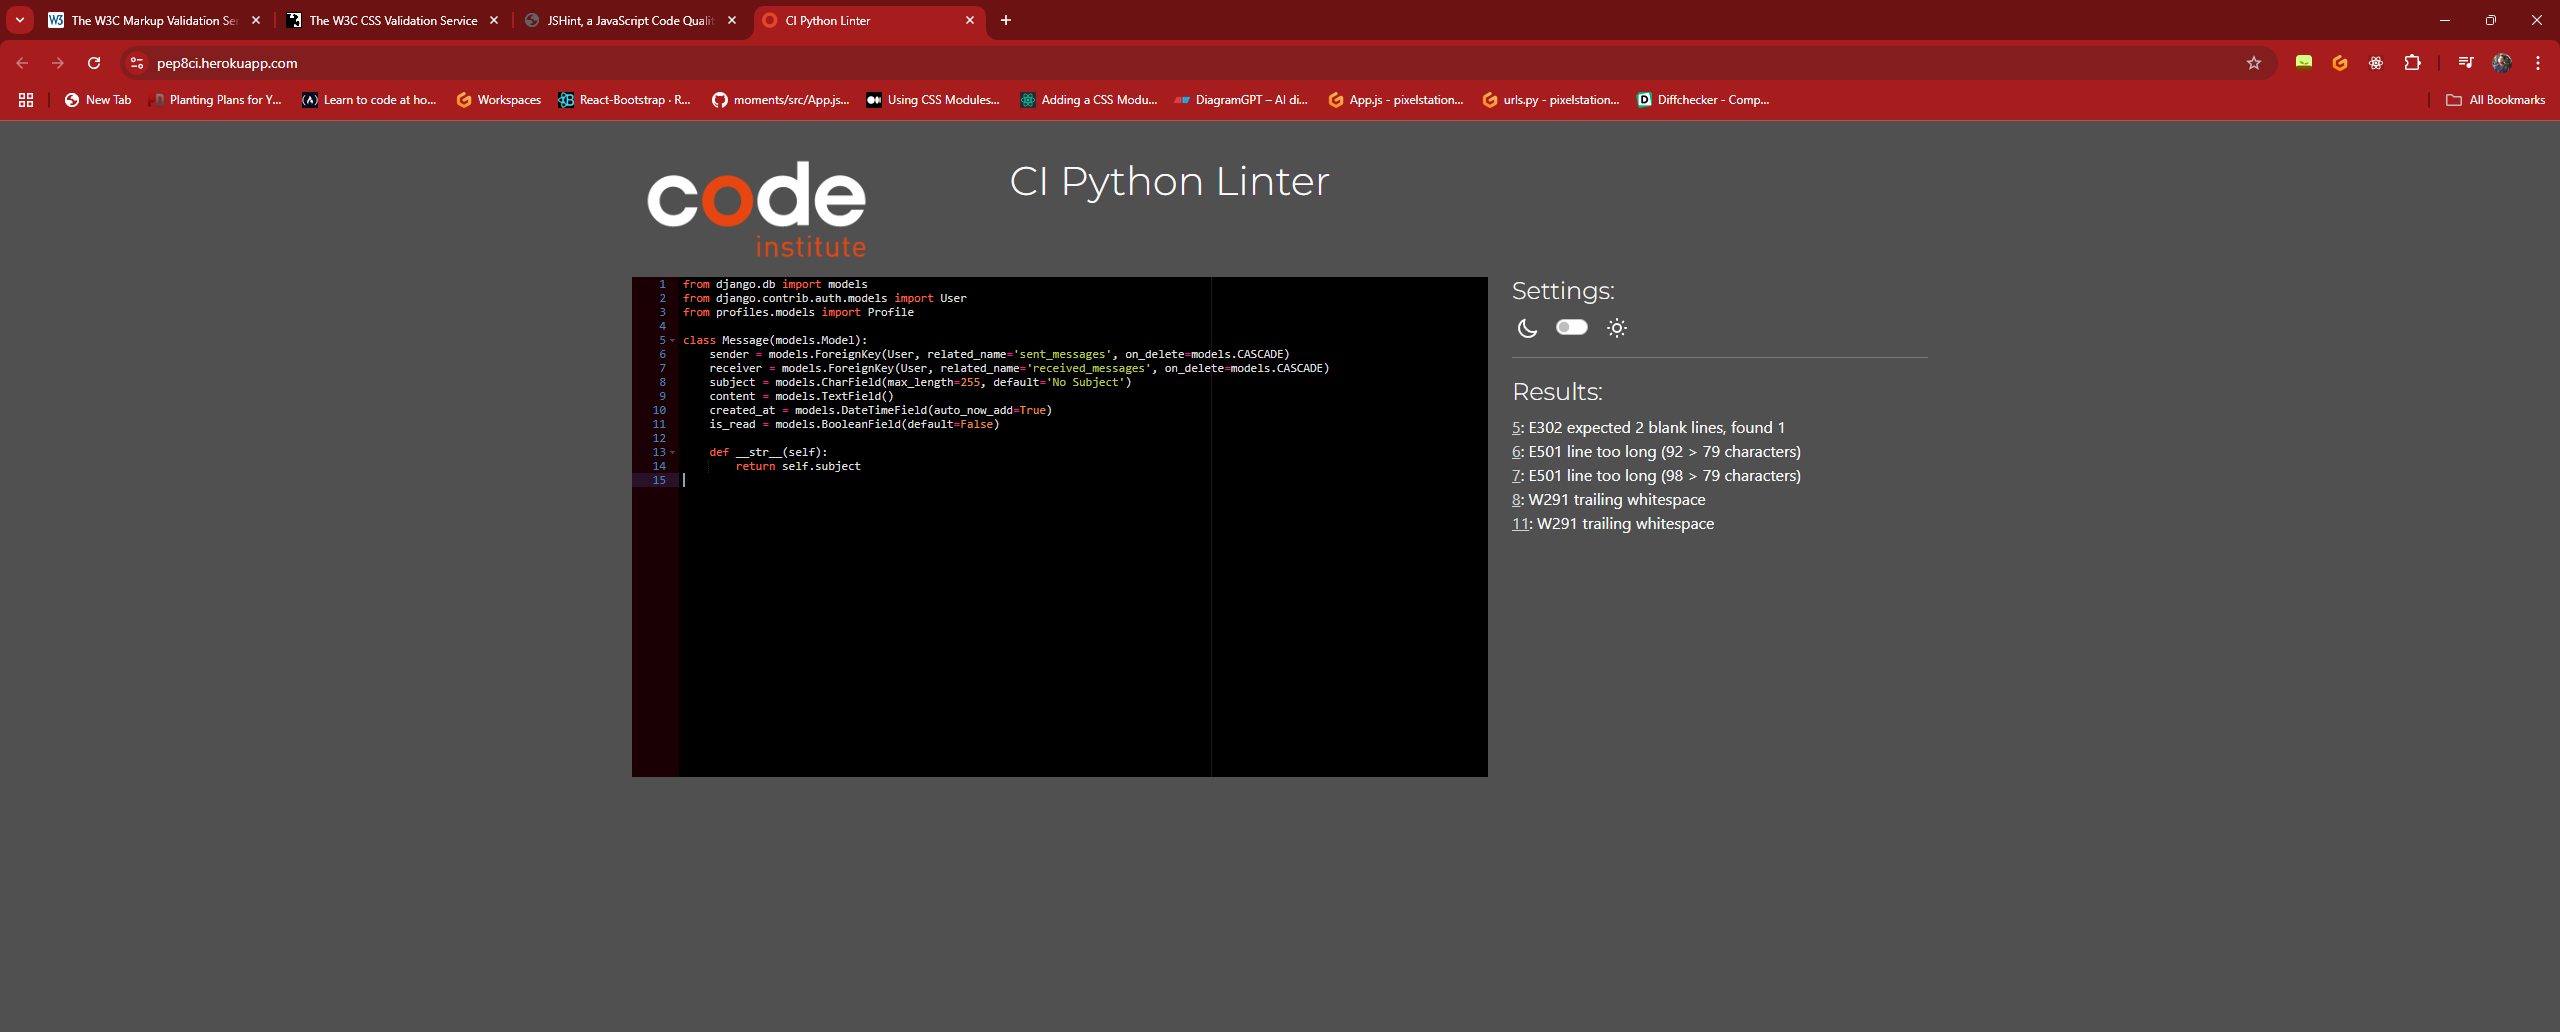 The W3C Markup Validation Se
The W3C CSS Validation Service
JSHint, a JavaScript Code Qualit
CI Python Linter
pep8ci.herokuapp.com
New Tab
Planting Plans for Y...
Learn to code at ho...
Workspaces
React-Bootstrap · R...
moments/src/App.js...
Using CSS Modules...
Adding a CSS Modu...
DiagramGPT – AI di...
App.js - pixelstation...
urls.py - pixelstation...
Diffchecker - Comp...
All Bookmarks
code
institute
CI Python Linter
1 from django.db import models
2 from django.contrib.auth.models import User
3 from profiles.models import Profile
4
5 class Message(models.Model):
6     sender = models.ForeignKey(User, related_name='sent_messages', on_delete=models.CASCADE)
7     receiver = models.ForeignKey(User, related_name='received_messages', on_delete=models.CASCADE)
8     subject = models.CharField(max_length=255, default='No Subject')
9     content = models.TextField()
10     created_at = models.DateTimeField(auto_now_add=True)
11     is_read = models.BooleanField(default=False)
12
13     def __str__(self):
14         return self.subject
15
Settings:
Results:
5: E302 expected 2 blank lines, found 1
6: E501 line too long (92 > 79 characters)
7: E501 line too long (98 > 79 characters)
8: W291 trailing whitespace
11: W291 trailing whitespace